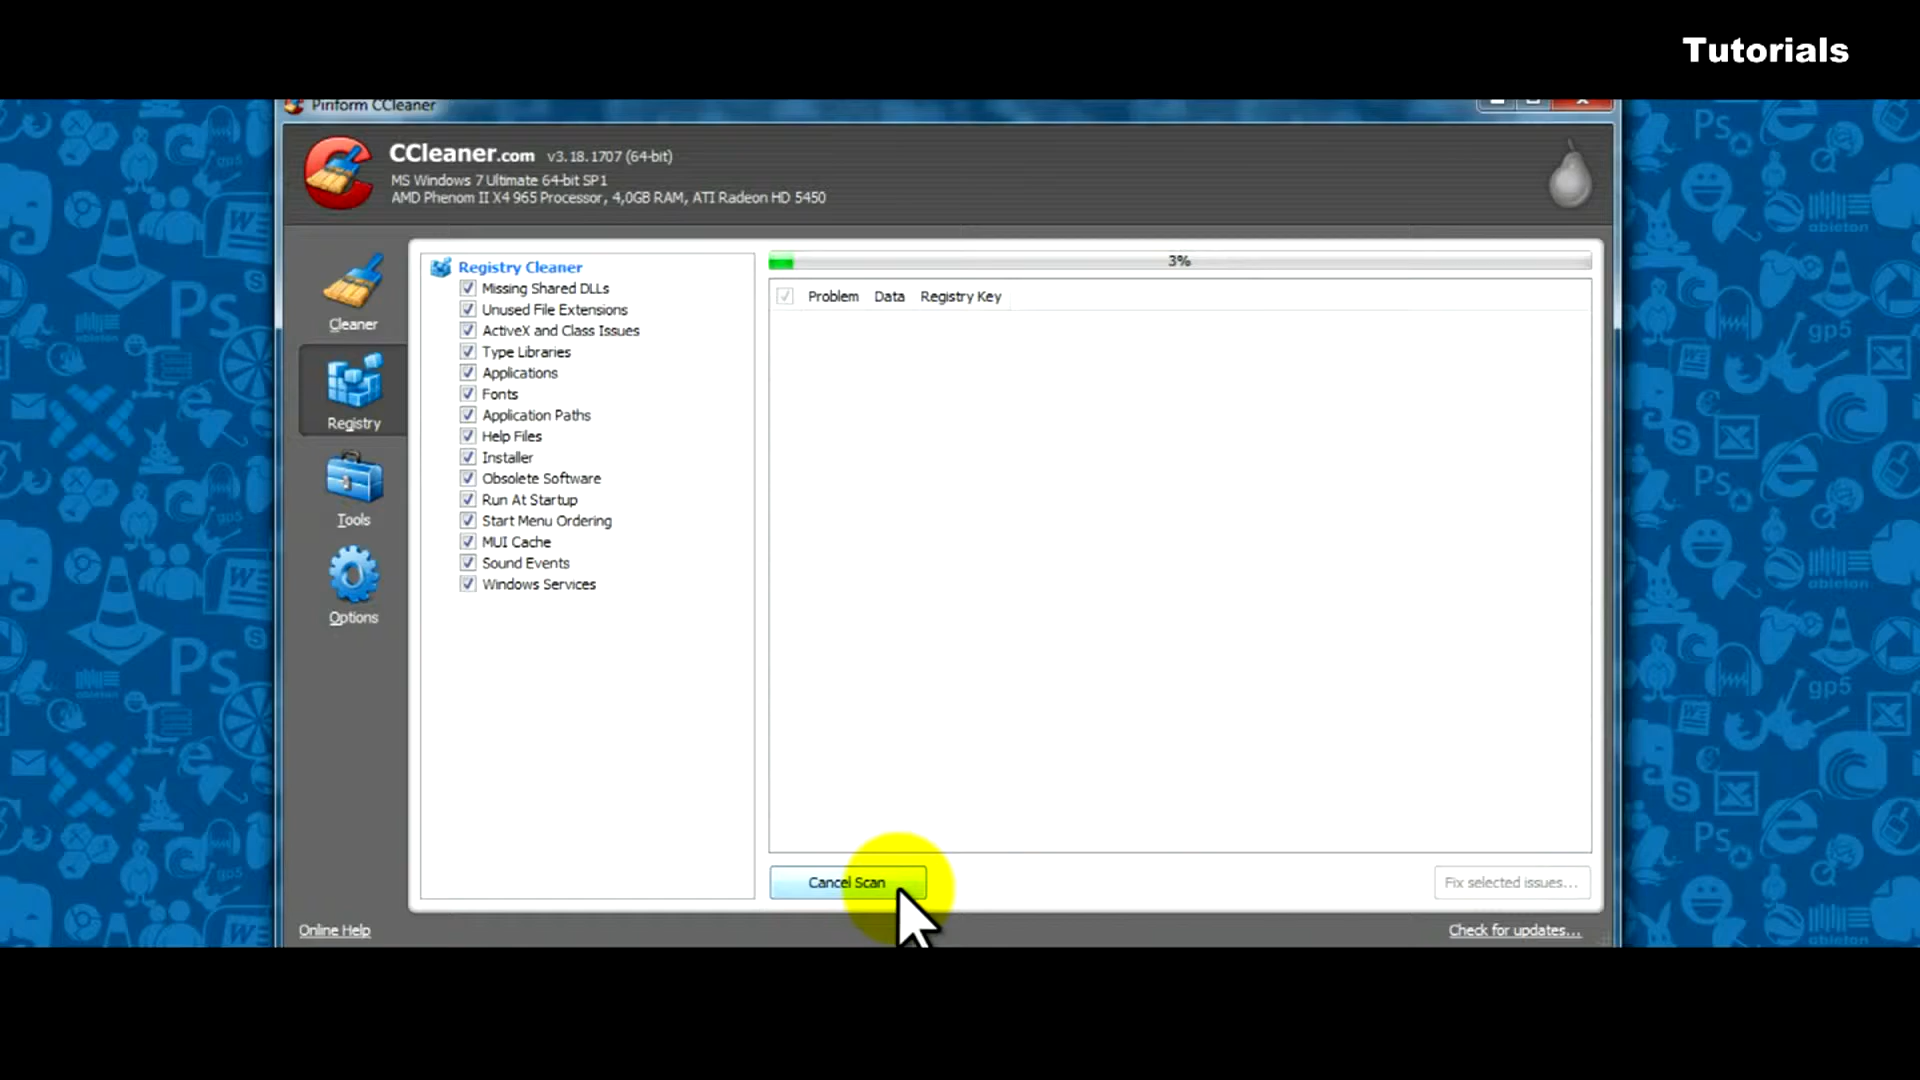 Tutorials
Piriform CCleaner
CCleaner.com v3.18.1707 (64-bit)
MS Windows 7 Ultimate 64-bit SP1
AMD Phenom II X4 965 Processor, 4,0GB RAM, ATI Radeon HD 5450
Cleaner
Registry
Tools
Options
Registry Cleaner
Missing Shared DLLs
Unused File Extensions
ActiveX and Class Issues
Type Libraries
Applications
Fonts
Application Paths
Help Files
Installer
Obsolete Software
Run At Startup
Start Menu Ordering
MUI Cache
Sound Events
Windows Services
3%
Problem Data Registry Key
Cancel Scan
Fix selected issues...
Online Help
Check for updates...
Ps
gp5
ableton